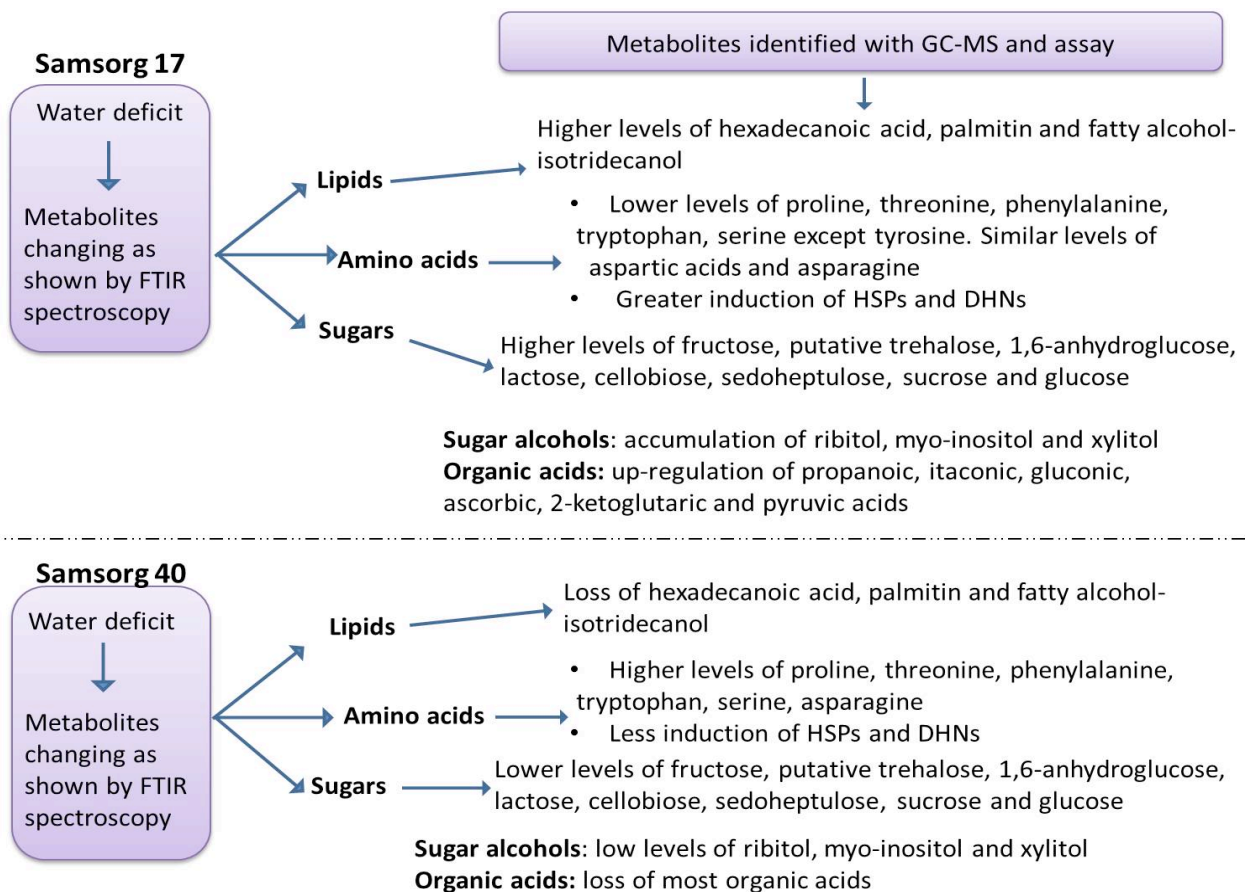 Metabolites identified with GC-MS and assay
Samsorg 17
Water deficit
Metabolites
changing as
shown by FTIR
spectroscopy
Lipids
Higher levels of hexadecanoic acid, palmitin and fatty alcohol-
isotridecanol
Amino acids
• Lower levels of proline, threonine, phenylalanine,
tryptophan, serine except tyrosine. Similar levels of
aspartic acids and asparagine
• Greater induction of HSPs and DHNs
Sugars
Higher levels of fructose, putative trehalose, 1,6-anhydroglucose,
lactose, cellobiose, sedoheptulose, sucrose and glucose
Sugar alcohols: accumulation of ribitol, myo-inositol and xylitol
Organic acids: up-regulation of propanoic, itaconic, gluconic,
ascorbic, 2-ketoglutaric and pyruvic acids
Samsorg 40
Water deficit
Metabolites
changing as
shown by FTIR
spectroscopy
Lipids
Loss of hexadecanoic acid, palmitin and fatty alcohol-
isotridecanol
Amino acids
• Higher levels of proline, threonine, phenylalanine,
tryptophan, serine, asparagine
• Less induction of HSPs and DHNs
Sugars
Lower levels of fructose, putative trehalose, 1,6-anhydroglucose,
lactose, cellobiose, sedoheptulose, sucrose and glucose
Sugar alcohols: low levels of ribitol, myo-inositol and xylitol
Organic acids: loss of most organic acids